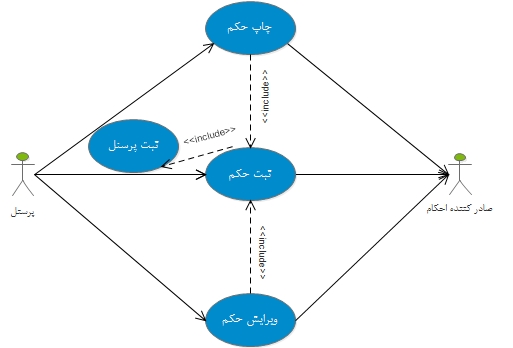 چاپ حکم
<<include>>
ثبت پرسنل
<<include>>
ثبت حکم
پرسنل
صادر کننده احکام
<<include>>
ویرایش حکم